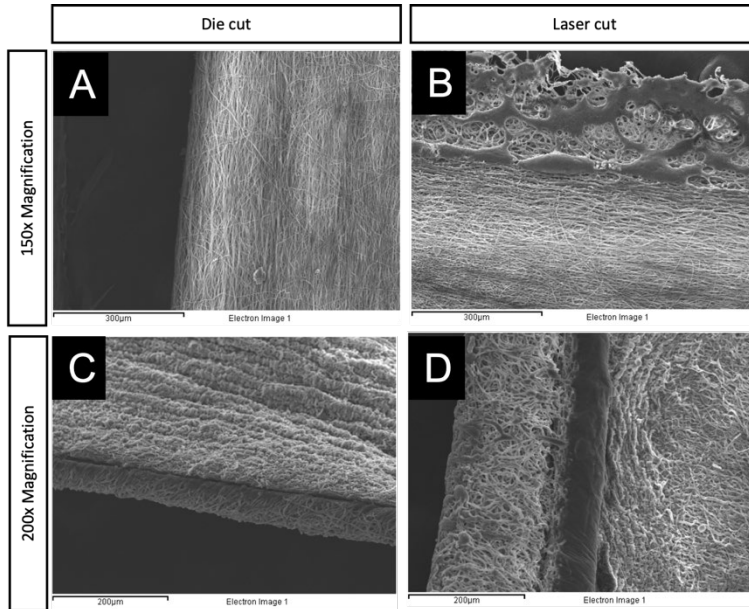 Die cut
Laser cut
150x Magnification
A
B
300µm
Electron Image 1
300µm
Electron Image 1
200x Magnification
C
D
200µm
Electron Image 1
200µm
Electron Image 1